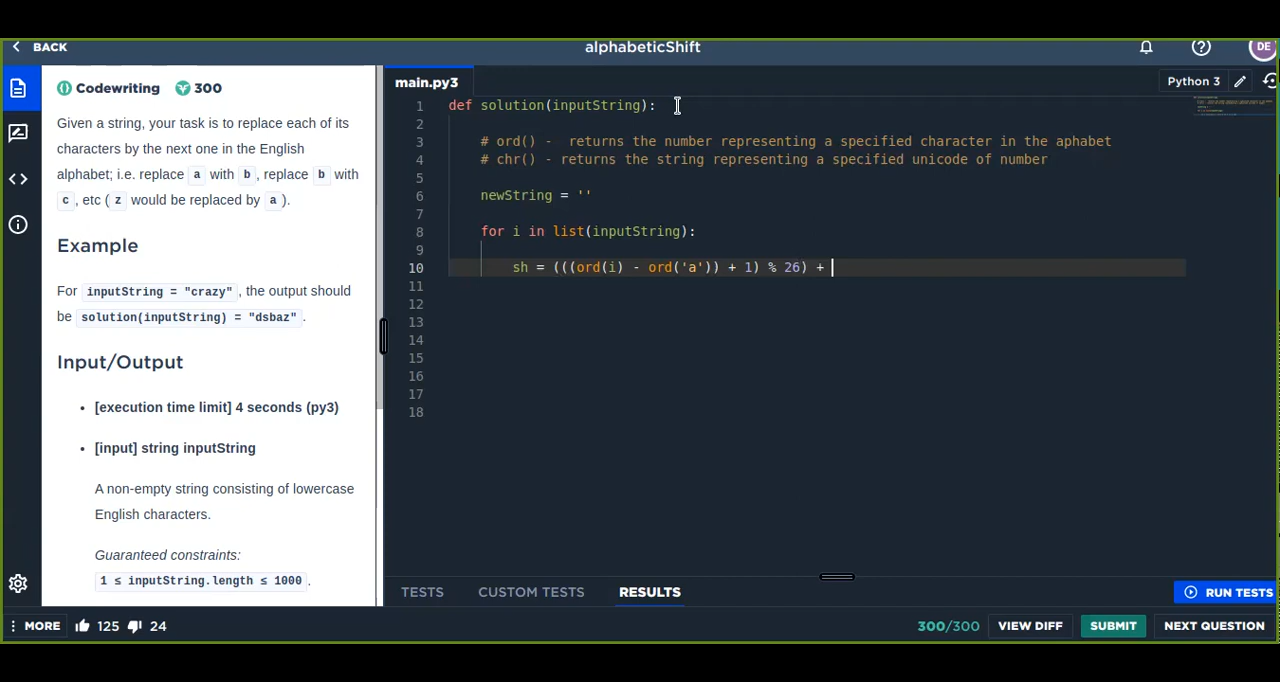 BACK
alphabeticShift
DE
Codewriting 300
Given a string, your task is to replace each of its
characters by the next one in the English
alphabet; i.e. replace a with b, replace b with
c, etc (z would be replaced by a).
Example
For inputString = "crazy", the output should
be solution(inputString) = "dsbaz".
Input/Output
• [execution time limit] 4 seconds (py3)
• [input] string inputString
A non-empty string consisting of lowercase
English characters.
Guaranteed constraints:
1 ≤ inputString.length ≤ 1000.
MORE 125 24
main.py3
Python 3
1 def solution(inputString):
2
3 # ord() -  returns the number representing a specified character in the aphabet
4 # chr() - returns the string representing a specified unicode of number
5
6 newString = ''
7
8 for i in list(inputString):
9
10 sh = (((ord(i) - ord('a')) + 1) % 26) +
11
12
13
14
15
16
17
18
TESTS CUSTOM TESTS RESULTS
RUN TESTS
300/300 VIEW DIFF SUBMIT NEXT QUESTION